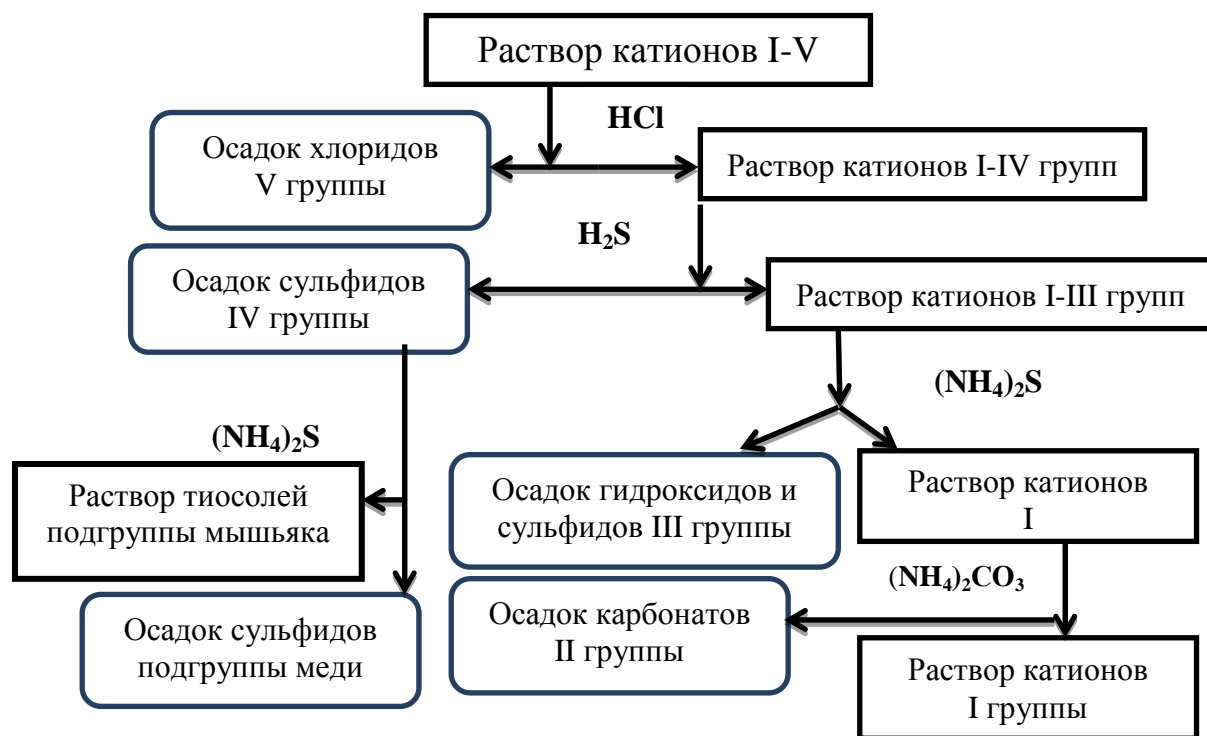 Раствор катионов I-V
HCl
Осадок хлоридов
V группы
Раствор катионов I-IV групп
H₂S
Осадок сульфидов
IV группы
Раствор катионов I-III групп
(NH₄)₂S
(NH₄)₂S
Раствор тиосолей
подгруппы мышьяка
Осадок гидроксидов и
сульфидов III группы
Раствор катионов
I
(NH₄)₂CO₃
Осадок сульфидов
подгруппы меди
Осадок карбонатов
II группы
Раствор катионов
I группы